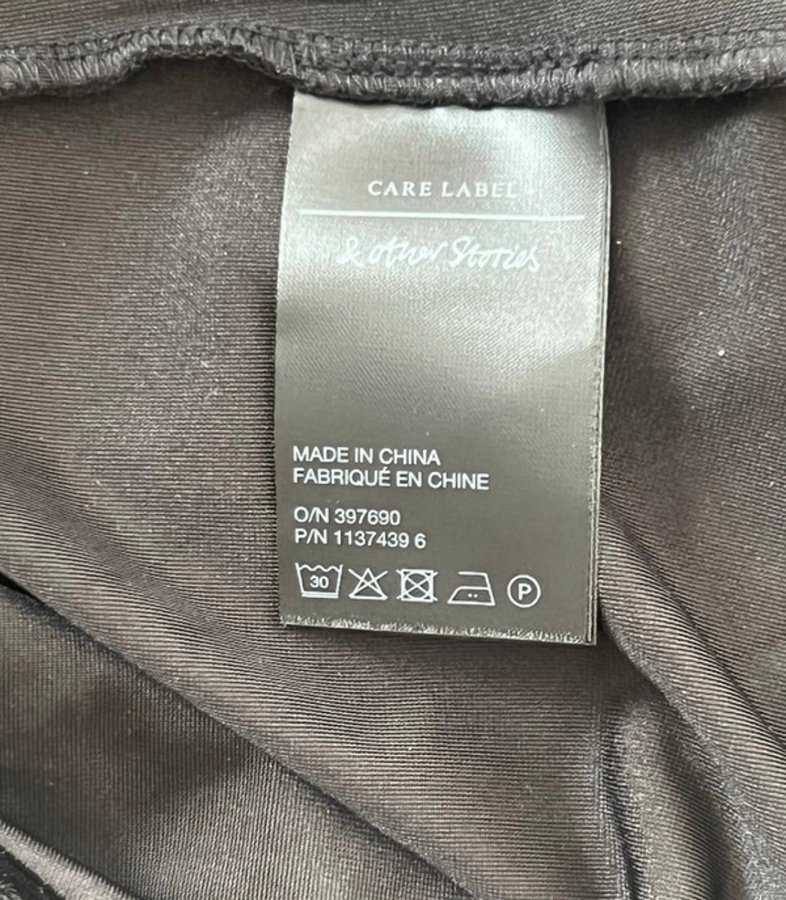 CARE LABEL
& other Stories
MADE IN CHINA
FABRIQUÉ EN CHINE
O/N 397690
P/N 1137439 6
30 P